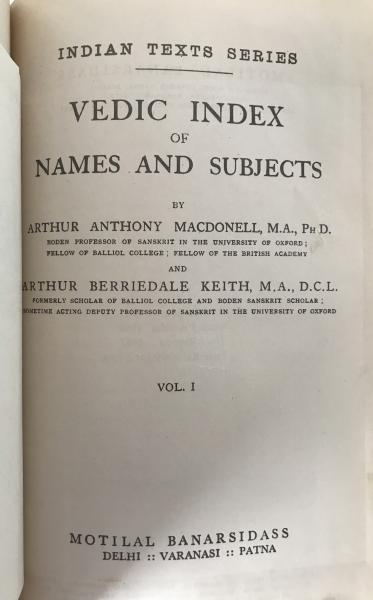 INDIAN TEXTS SERIES
VEDIC INDEX
OF
NAMES AND SUBJECTS
BY
ARTHUR ANTHONY MACDONELL, M.A., PH D.
BODEN PROFESSOR OF SANSKRIT IN THE UNIVERSITY OF OXFORD;
FELLOW OF BALLIOL COLLEGE; FELLOW OF THE BRITISH ACADEMY
AND
ARTHUR BERRIEDALE KEITH, M.A., D.C.L.
FORMERLY SCHOLAR OF BALLIOL COLLEGE AND BODEN SANSKRIT SCHOLAR;
SOMETIME ACTING DEPUTY PROFESSOR OF SANSKRIT IN THE UNIVERSITY OF OXFORD
VOL. I
MOTILAL BANARSIDASS
DELHI :: VARANASI :: PATNA